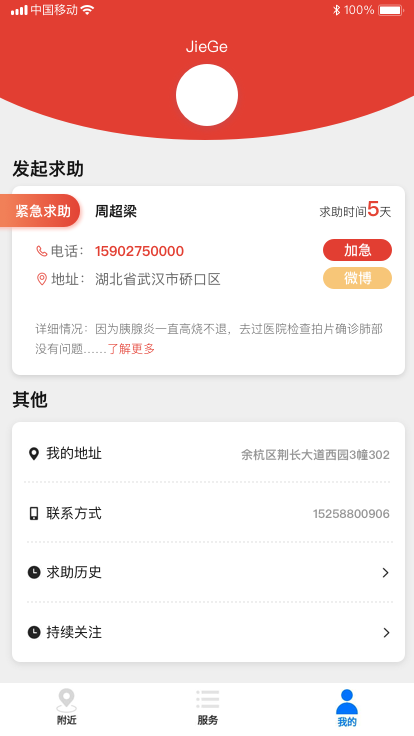 中国移动 100%
JieGe
发起求助
紧急求助 周超梁 求助时间5天
电话： 15902750000 加急
地址： 湖北省武汉市硚口区 微博
详细情况：因为胰腺炎一直高烧不退，去过医院检查拍片确诊肺部
没有问题……了解更多
其他
我的地址 余杭区荆长大道西园3幢302
联系方式 15258800906
求助历史
持续关注
附近 服务 我的